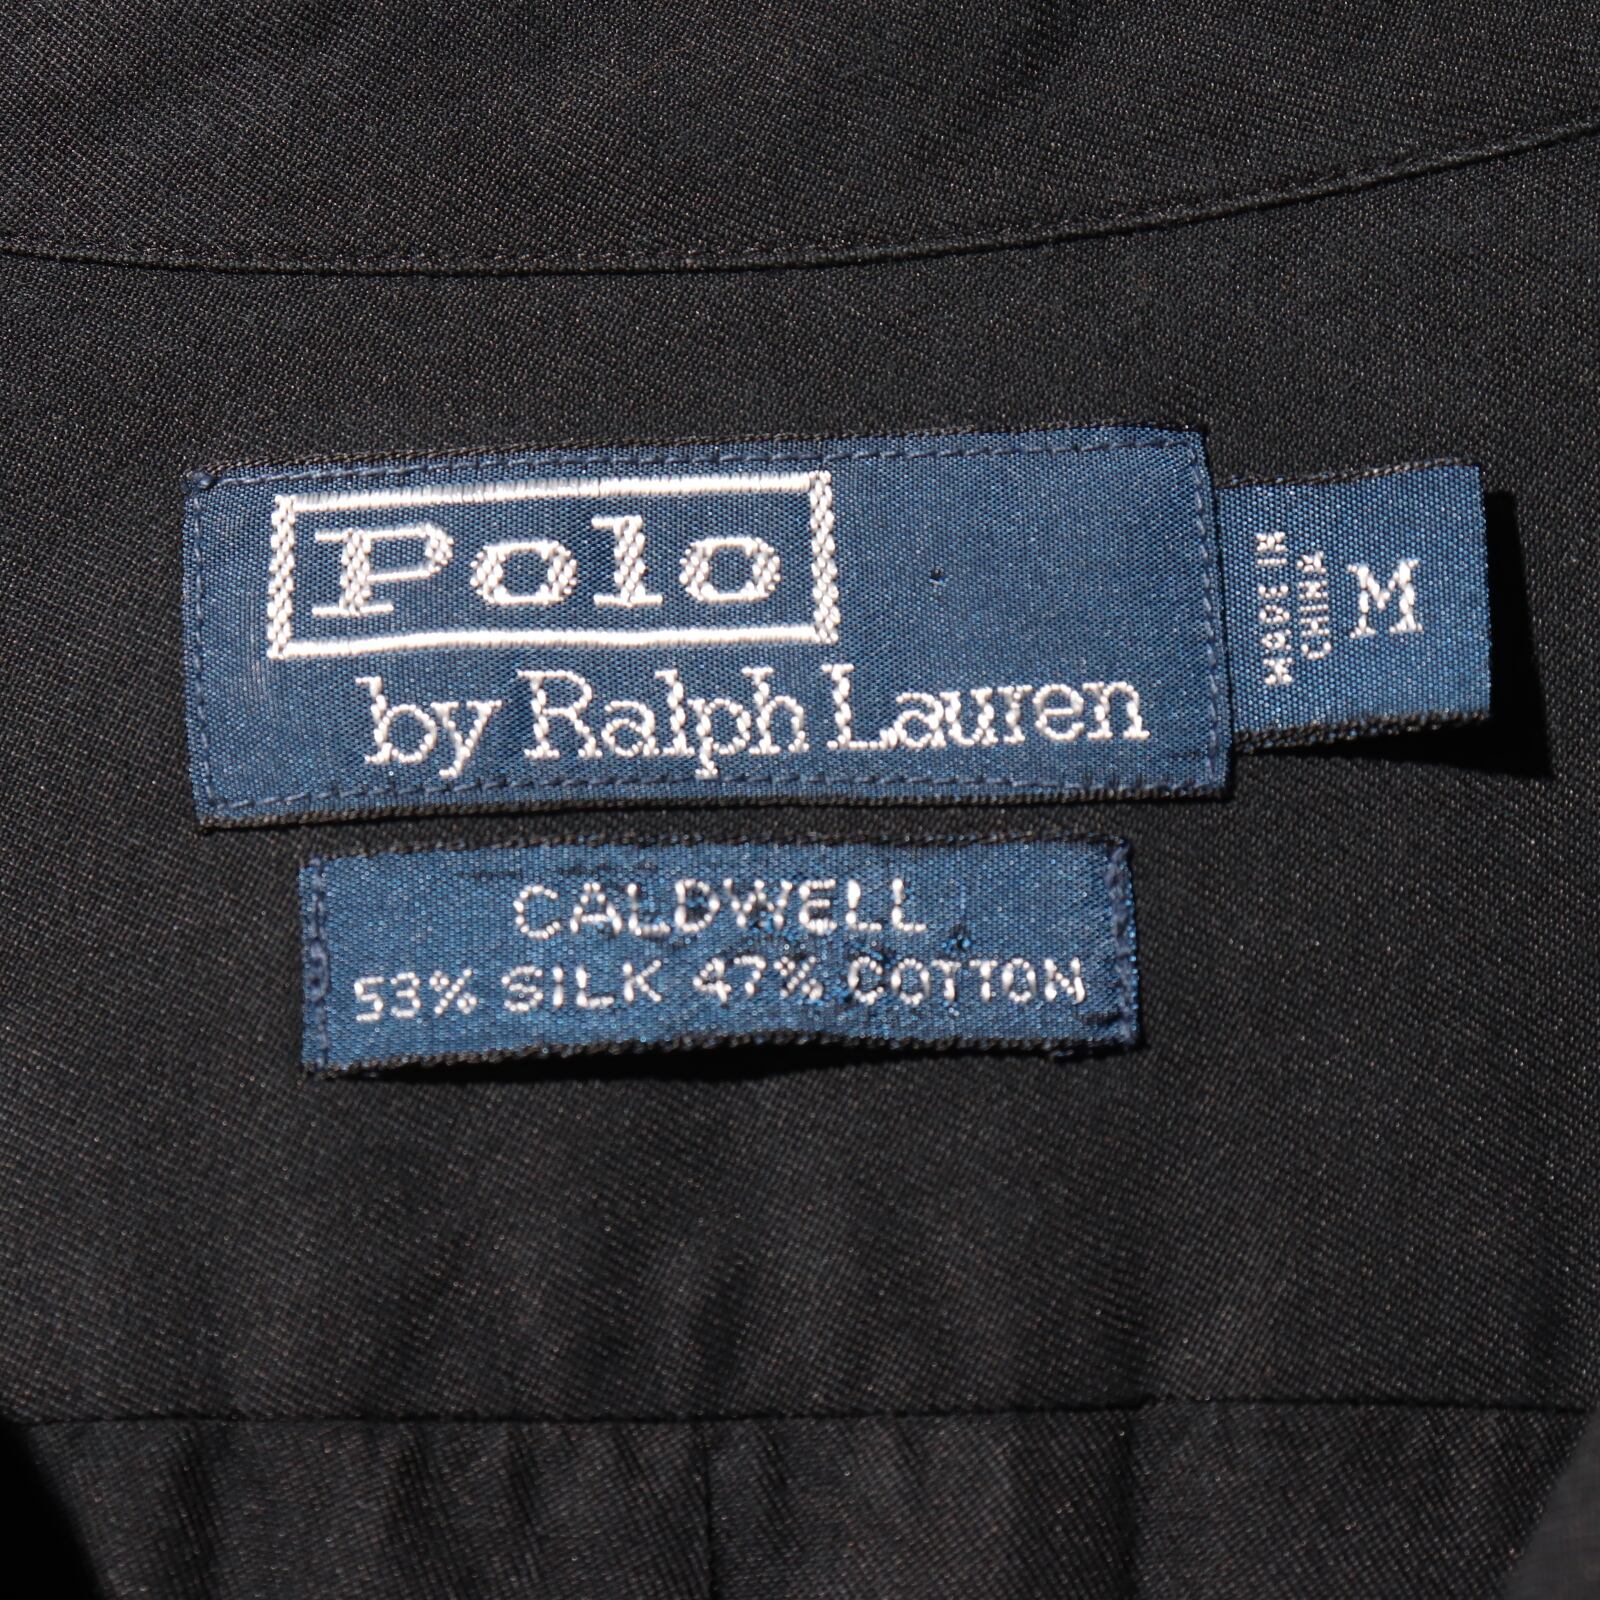 Polo
by Ralph Lauren
MADE IN
CHINA
M
CALDWELL
53% SILK 47% COTTON